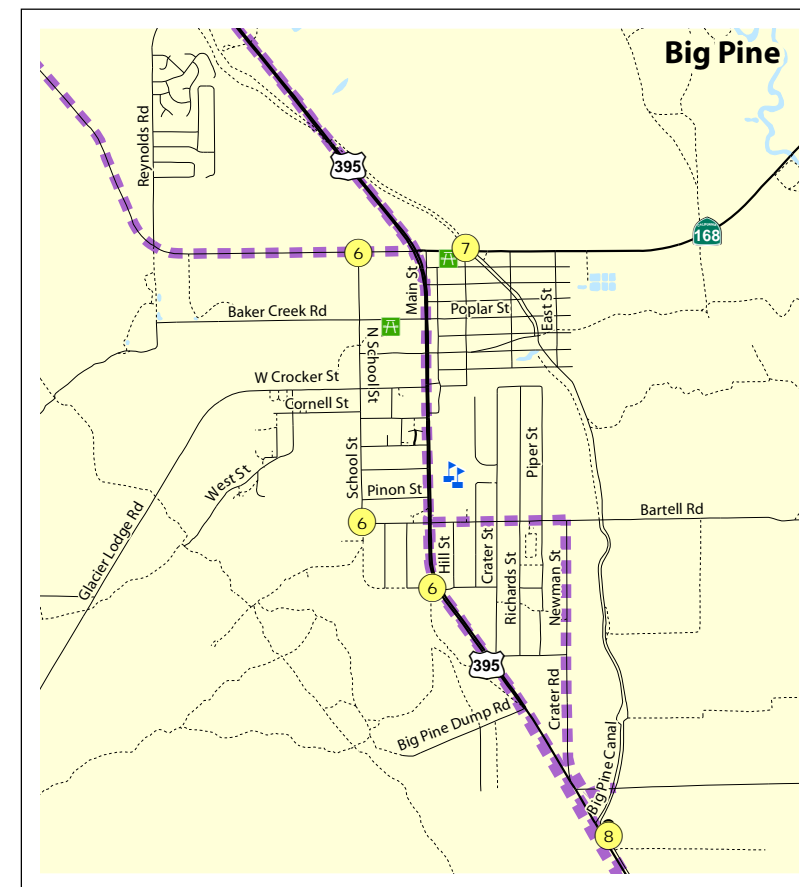 Big Pine
Reynolds Rd
395
CALIFORNIA
168
6
7
Main St
Baker Creek Rd
Poplar St
East St
N School St
W Crocker St
Cornell St
School St
Piper St
West St
Pinon St
6
Bartell Rd
Glacier Lodge Rd
Hill St
Crater St
Richards St
Newman St
6
395
Crater Rd
Big Pine Dump Rd
Big Pine Canal
8